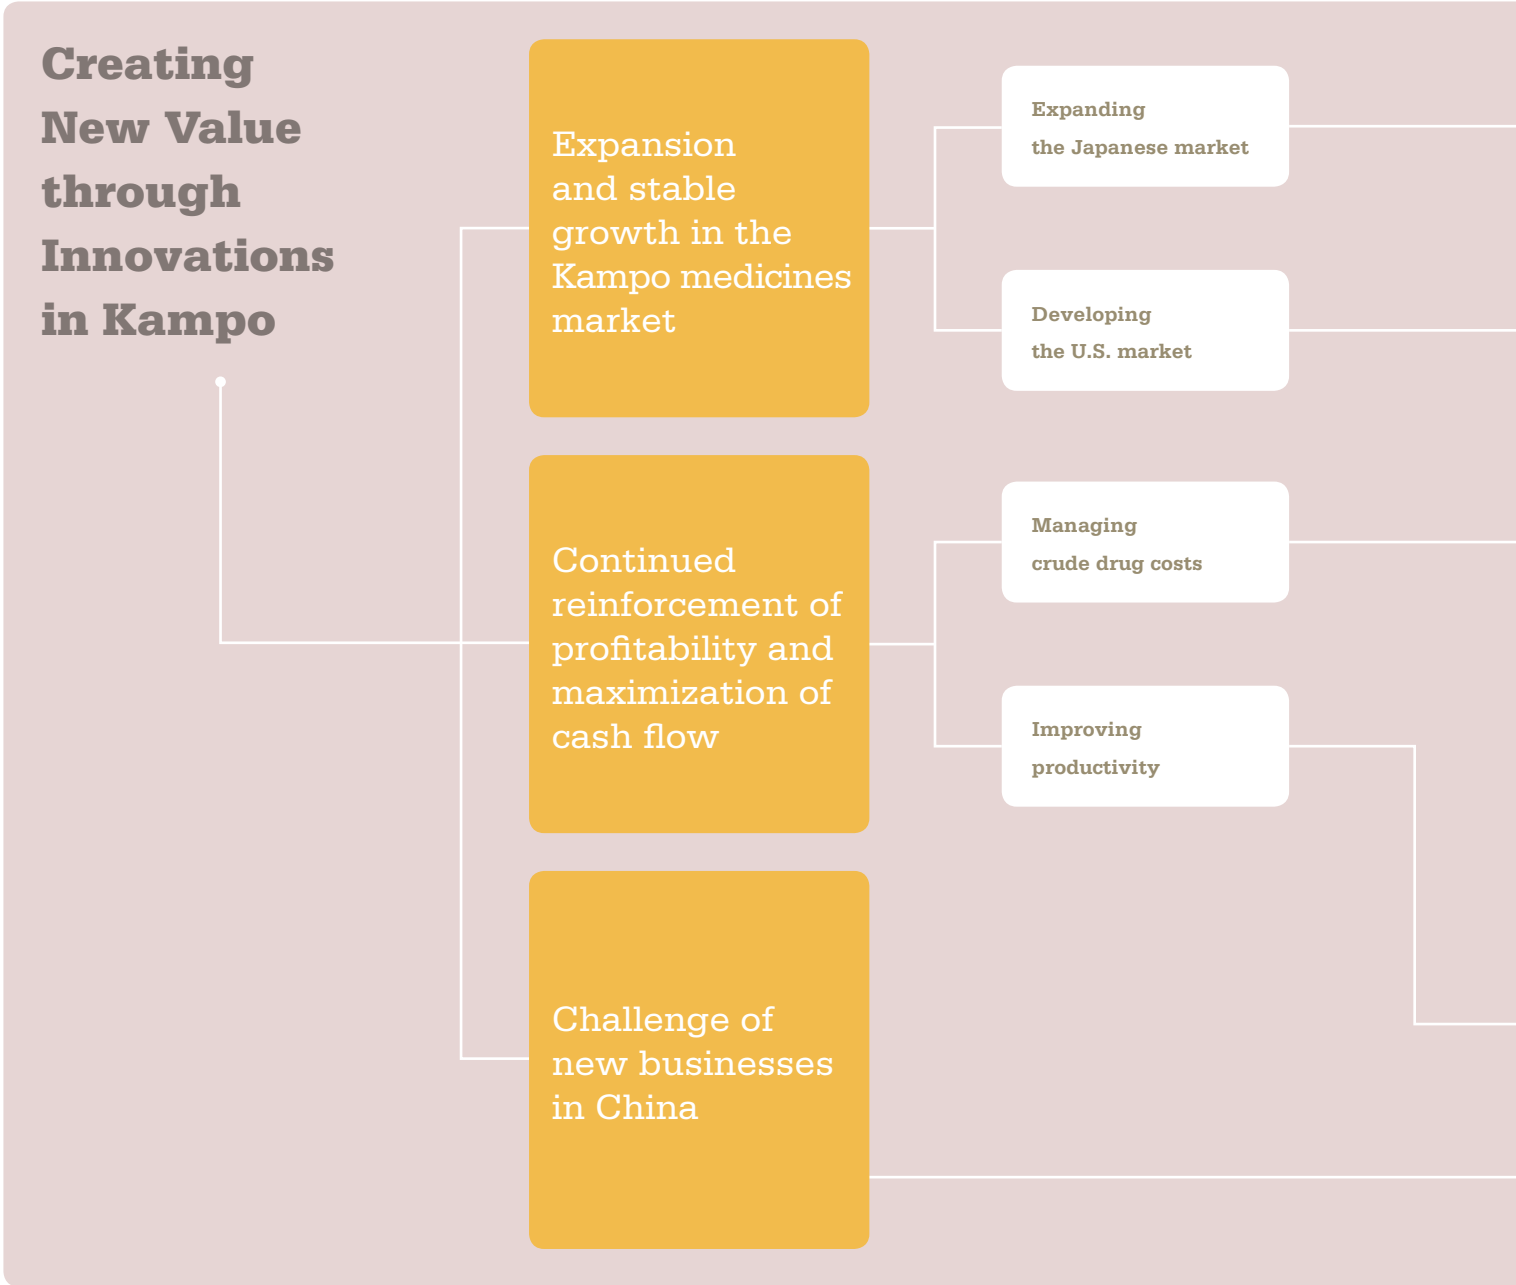 Creating
New Value
through
Innovations
in Kampo
Expansion
and stable
growth in the
Kampo medicines
market
Expanding
the Japanese market
Developing
the U.S. market
Continued
reinforcement of
profitability and
maximization of
cash flow
Managing
crude drug costs
Improving
productivity
Challenge of
new businesses
in China